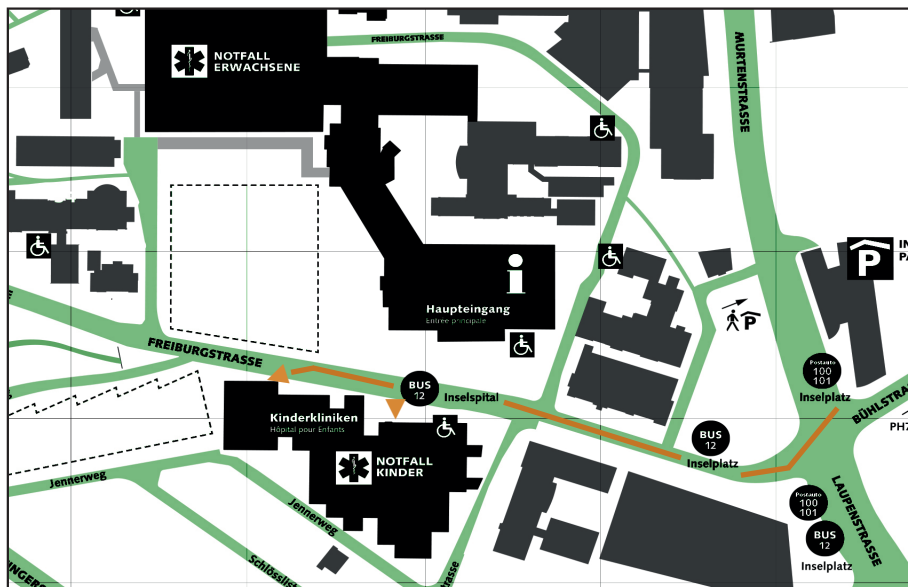 FREIBURGSTRASSE
NOTFALL
ERWACHSENE
MURTENSTRASSE
P
i
Haupteingang
Entrée principale
P
FREIBURGSTRASSE
BUS
12
Inselspital
Postauto
100
101
Inselplatz
BÜHLSTRA
Kinderkliniken
Hôpital pour Enfants
BUS
12
Inselplatz
NOTFALL
KINDER
Jennerweg
Jennerweg
Postauto
100
101
BUS
12
Inselplatz
LAUPENSTRASSE